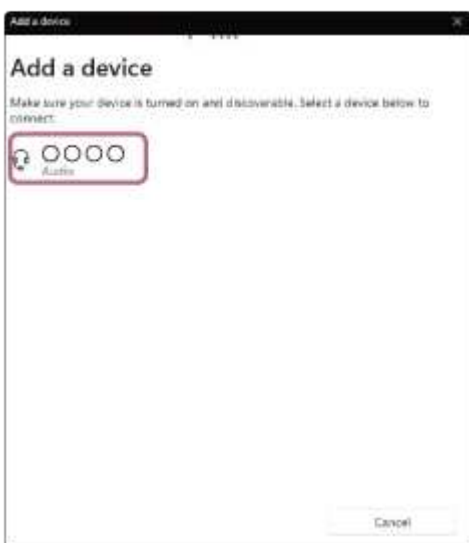 Add a device
Add a device
Make sure your device is turned on and discoverable. Select a device below to
connect.
○○○○
Audio
Cancel